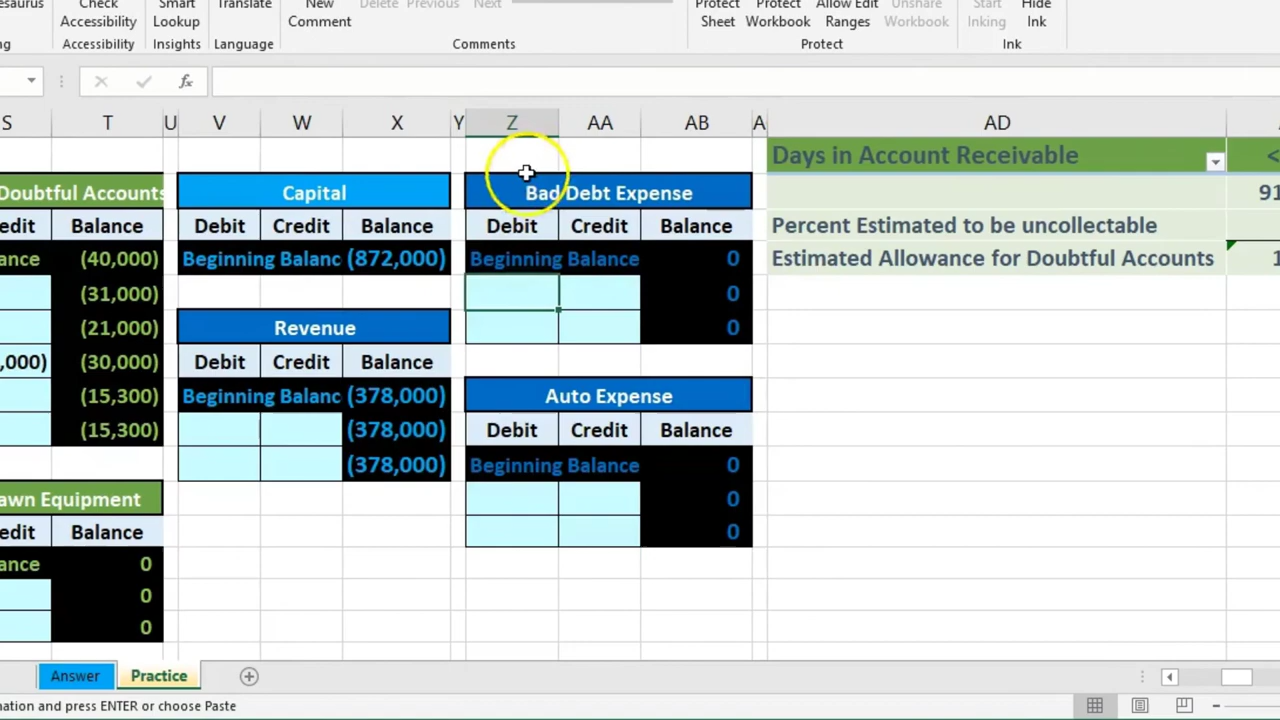 Check Smart Translate New Delete Previous Next Protect Protect Allow Edit Unshare Start Hide
Accessibility Lookup Comment Sheet Workbook Ranges Workbook Inking Ink
Accessibility Insights Language Comments Protect Ink
S T U V W X Y Z AA AB A AD
Days in Account Receivable <
Doubtful Accounts Capital Bad Debt Expense 91
edit Balance Debit Credit Balance Debit Credit Balance Percent Estimated to be uncollectable
ance (40,000) Beginning Balanc (872,000) Beginning Balance 0 Estimated Allowance for Doubtful Accounts 1
(31,000) 0
(21,000) Revenue 0
,000) (30,000) Debit Credit Balance
(15,300) Beginning Balanc (378,000) Auto Expense
(15,300) (378,000) Debit Credit Balance
(378,000) Beginning Balance 0
awn Equipment 0
edit Balance 0
ance 0
0
0
Answer Practice
nation and press ENTER or choose Paste